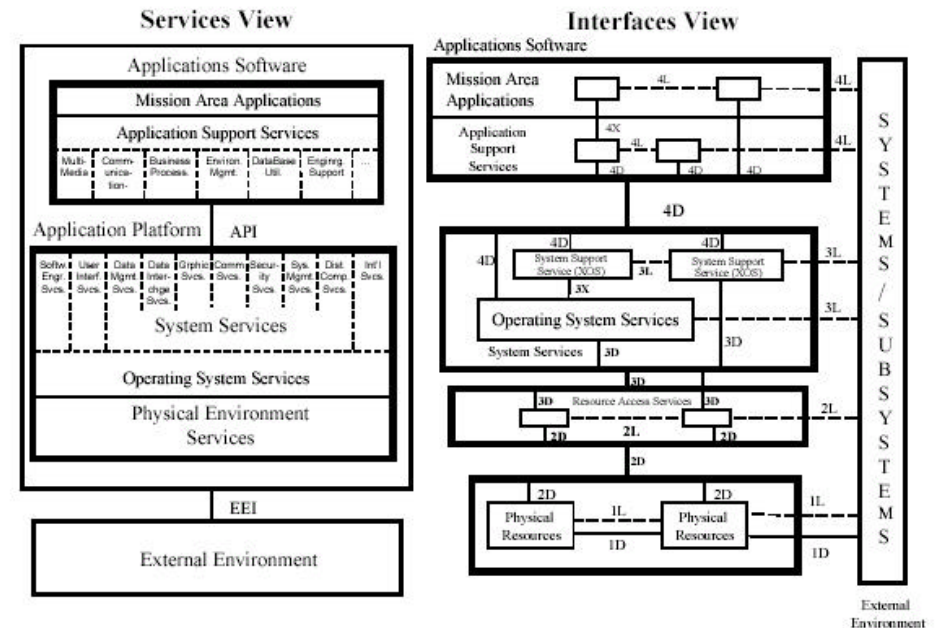 Services View
Applications Software
Mission Area Applications
Application Support Services
Multi-
Media
Comm-
unica-
tion-
Business
Process.
Environ.
Mgmt.
DataBase
Util.
Enginrg.
Support
...
Application Platform
API
Softw.
Engr.
Svcs.
User
Interf.
Svcs.
Data
Mgmt.
Svcs.
Data
Inter-
chge
Svcs.
Grphic
Svcs.
Comm.
Svcs.
Secur-
ity
Svcs.
Sys.
Mgmt.
Svcs.
Dist.
Comp.
Svcs.
Int'l
Svcs.
System Services
Operating System Services
Physical Environment
Services
EEI
External Environment
Interfaces View
Applications Software
Mission Area
Applications
4L
4L
4X
Application
Support
Services
4L
4L
4D
4D
4D
4D
4D
4D
4D
System Support
Service (XOS)
3L
System Support
Service (XOS)
3L
3X
Operating System Services
3L
System Services
3D
3D
3D
3D
Resource Access Services
3D
2L
2L
2D
2D
2D
2D
2D
Physical
Resources
1L
1D
Physical
Resources
1L
1D
SYSTEMS / SUBSYSTEMS
External
Environment